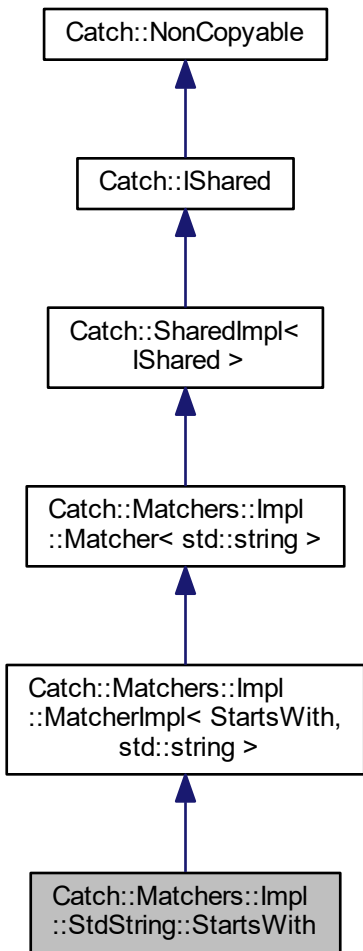 Catch::NonCopyable
Catch::IShared
Catch::SharedImpl<
IShared >
Catch::Matchers::Impl
::Matcher< std::string >
Catch::Matchers::Impl
::MatcherImpl< StartsWith,
std::string >
Catch::Matchers::Impl
::StdString::StartsWith